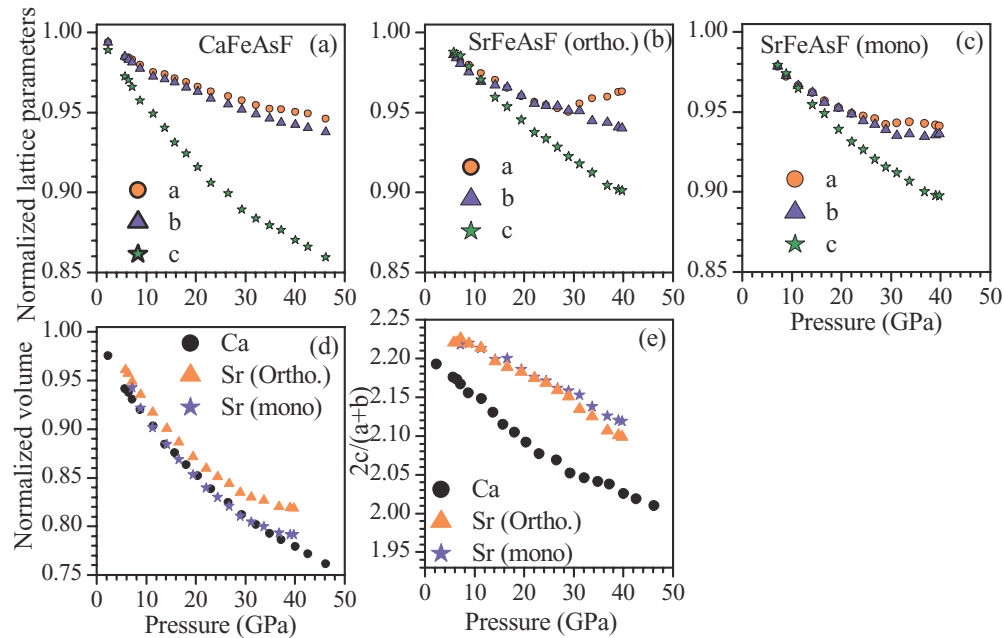 Normalized lattice parameters
1.00
0.95
0.90
0.85
CaFeAsF (a)
a
b
c
0 10 20 30 40 50
1.00
0.95
0.90
0.85
SrFeAsF (ortho.) (b)
a
b
c
0 10 20 30 40 50
1.00
0.95
0.90
0.85
SrFeAsF (mono) (c)
a
b
c
0 10 20 30 40 50
Pressure (GPa)
Normalized volume
1.00
0.95
0.90
0.85
0.80
0.75
(d)
Ca
Sr (Ortho.)
Sr (mono)
0 10 20 30 40 50
Pressure (GPa)
2c/(a+b)
2.25
2.20
2.15
2.10
2.05
2.00
1.95
(e)
Ca
Sr (Ortho.)
Sr (mono)
0 10 20 30 40 50
Pressure (GPa)